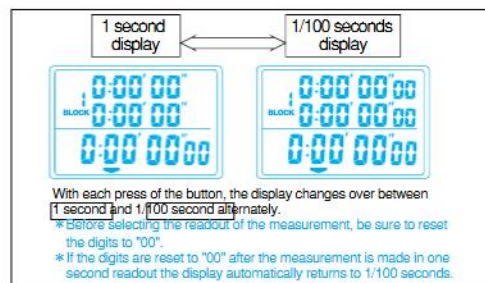 1 second 1/100 seconds
display display
0:00'00" 0:00'00"00
1
BLOCK 0:00'00" 1
BLOCK 0:00'00"00
0:00'00"00 0:00'00"00
With each press of the button, the display changes over between
1 second and 1/100 second alternately.
*Before selecting the readout of the measurement, be sure to reset
the digits to "00".
*If the digits are reset to "00" after the measurement is made in one
second readout the display automatically returns to 1/100 seconds.